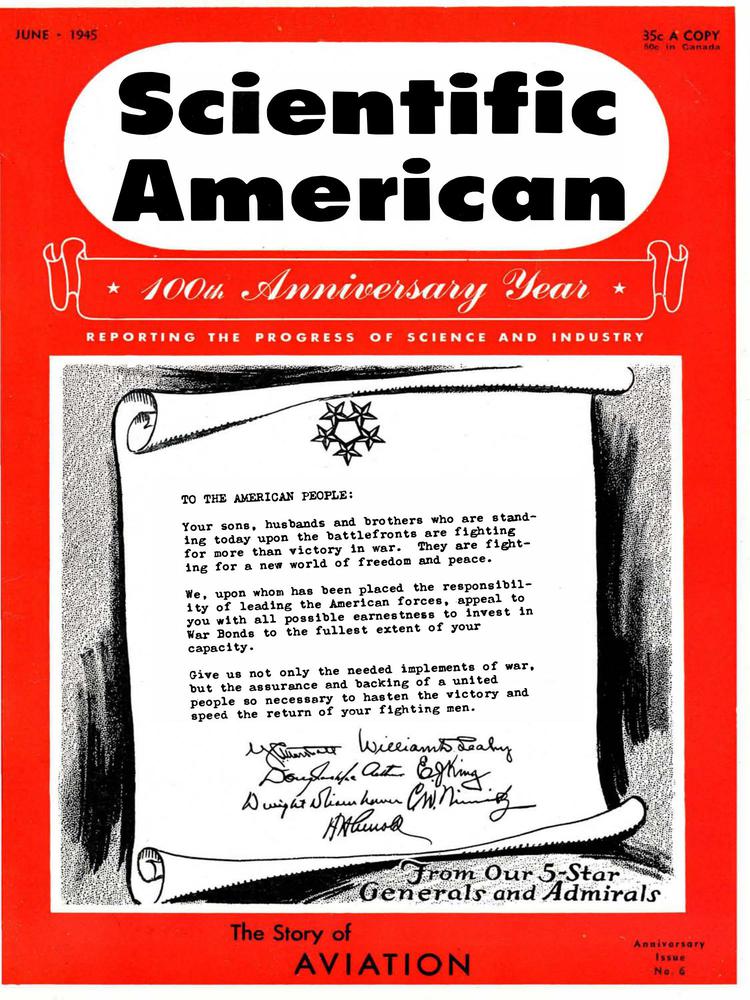 JUNE - 1945
35c A COPY
50c in Canada
Scientific
American
★ 100th Anniversary Year ★
REPORTING THE PROGRESS OF SCIENCE AND INDUSTRY
TO THE AMERICAN PEOPLE:
Your sons, husbands and brothers who are stand-
ing today upon the battlefronts are fighting
for more than victory in war. They are fight-
ing for a new world of freedom and peace.
We, upon whom has been placed the responsibil-
ity of leading the American forces, appeal to
you with all possible earnestness to invest in
War Bonds to the fullest extent of your
capacity.
Give us not only the needed implements of war,
but the assurance and backing of a united
people so necessary to hasten the victory and
speed the return of your fighting men.
G. C. Marshall William D. Leahy
Douglas MacArthur E. J. King
Dwight D Eisenhower C. W. Nimitz
H. H. Arnold
From Our 5-Star
Generals and Admirals
The Story of
AVIATION
Anniversary
Issue
No. 6